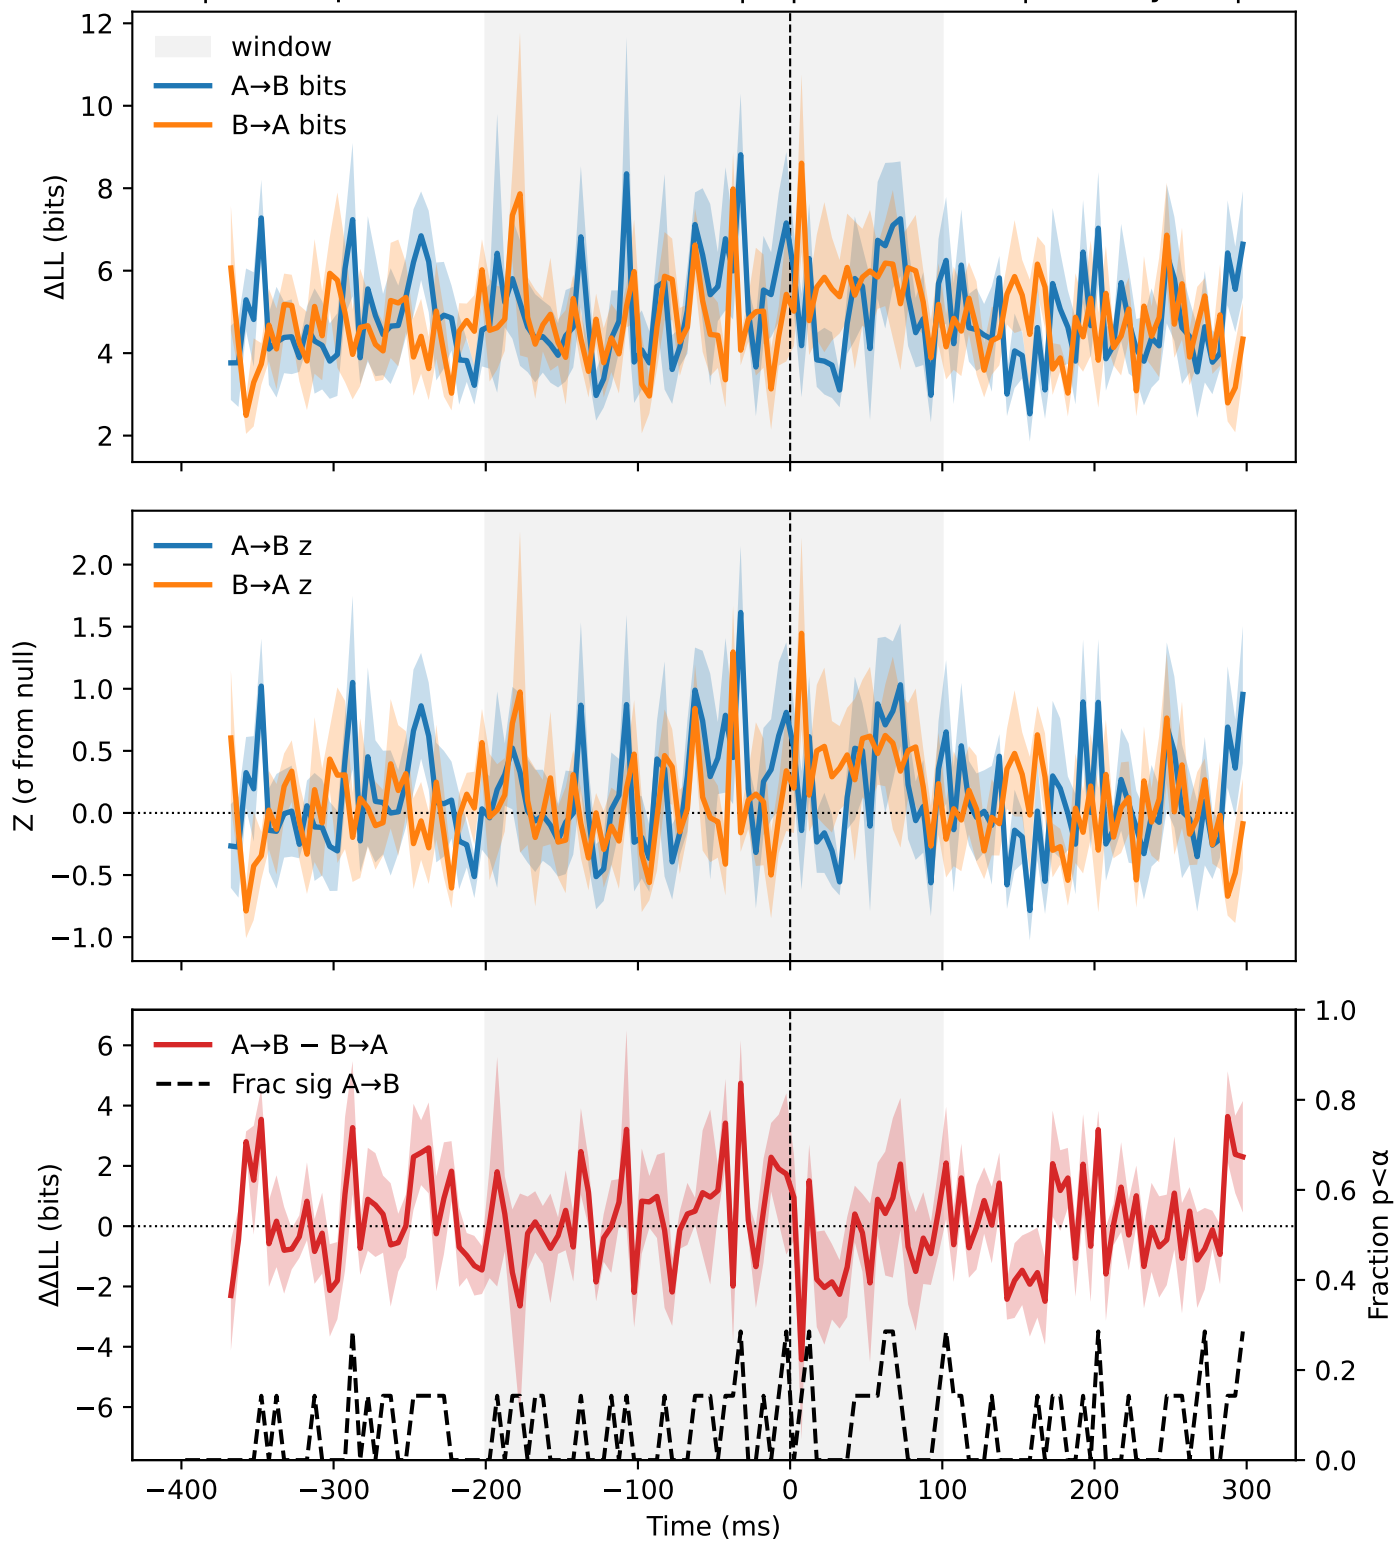 12
10
8
6
4
2
ΔLL (bits)
window
A→B bits
B→A bits
2.0
1.5
1.0
0.5
0.0
−0.5
−1.0
Z (σ from null)
A→B z
B→A z
6
4
2
0
−2
−4
−6
ΔΔLL (bits)
A→B − B→A
Frac sig A→B
1.0
0.8
0.6
0.4
0.2
0.0
Fraction p<α
−400 −300 −200 −100 0 100 200 300
Time (ms)